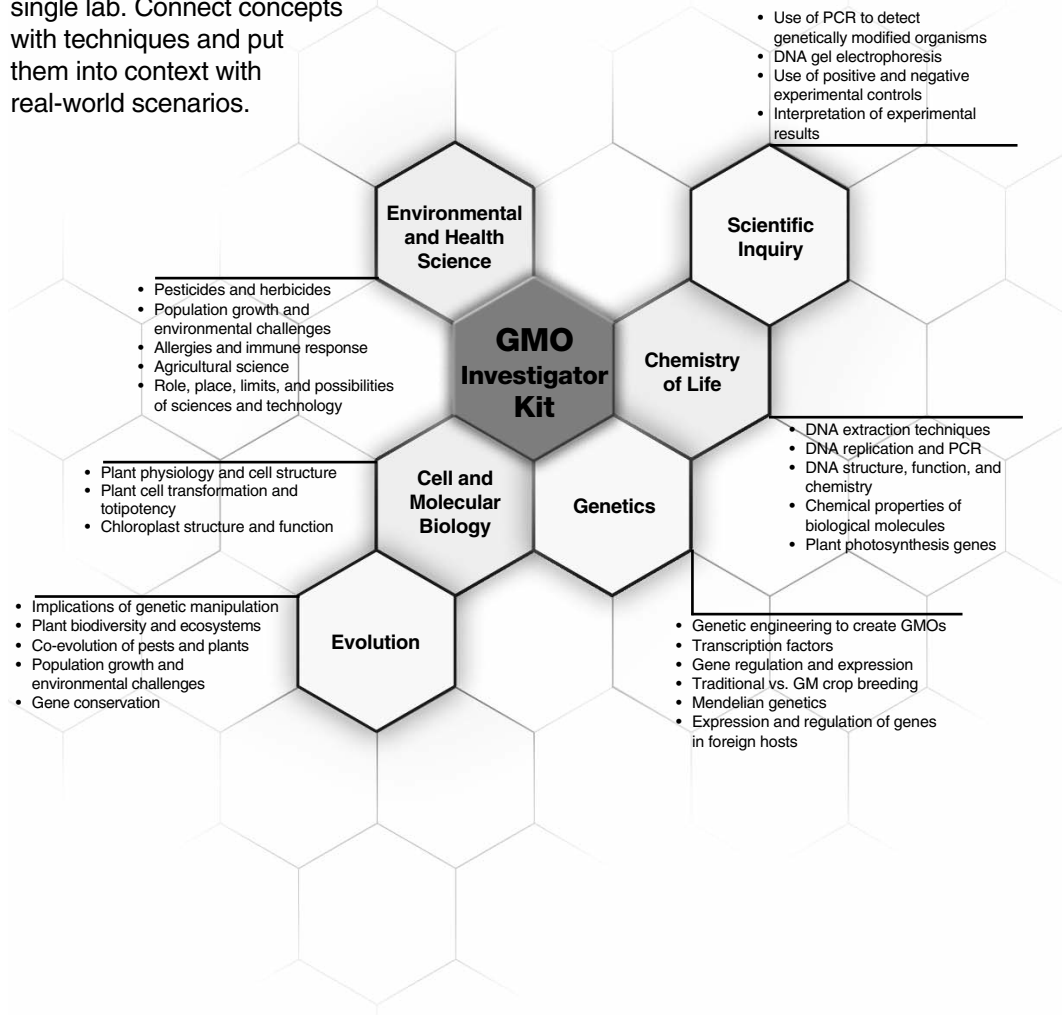 single lab. Connect concepts
with techniques and put
them into context with
real-world scenarios.
• Use of PCR to detect
genetically modified organisms
• DNA gel electrophoresis
• Use of positive and negative
experimental controls
• Interpretation of experimental
results
Environmental
and Health
Science
Scientific
Inquiry
• Pesticides and herbicides
• Population growth and
environmental challenges
• Allergies and immune response
• Agricultural science
• Role, place, limits, and possibilities
of sciences and technology
GMO
Investigator
Kit
Chemistry
of Life
• DNA extraction techniques
• DNA replication and PCR
• DNA structure, function, and
chemistry
• Chemical properties of
biological molecules
• Plant photosynthesis genes
• Plant physiology and cell structure
• Plant cell transformation and
totipotency
• Chloroplast structure and function
Cell and
Molecular
Biology
Genetics
• Implications of genetic manipulation
• Plant biodiversity and ecosystems
• Co-evolution of pests and plants
• Population growth and
environmental challenges
• Gene conservation
Evolution
• Genetic engineering to create GMOs
• Transcription factors
• Gene regulation and expression
• Traditional vs. GM crop breeding
• Mendelian genetics
• Expression and regulation of genes
in foreign hosts